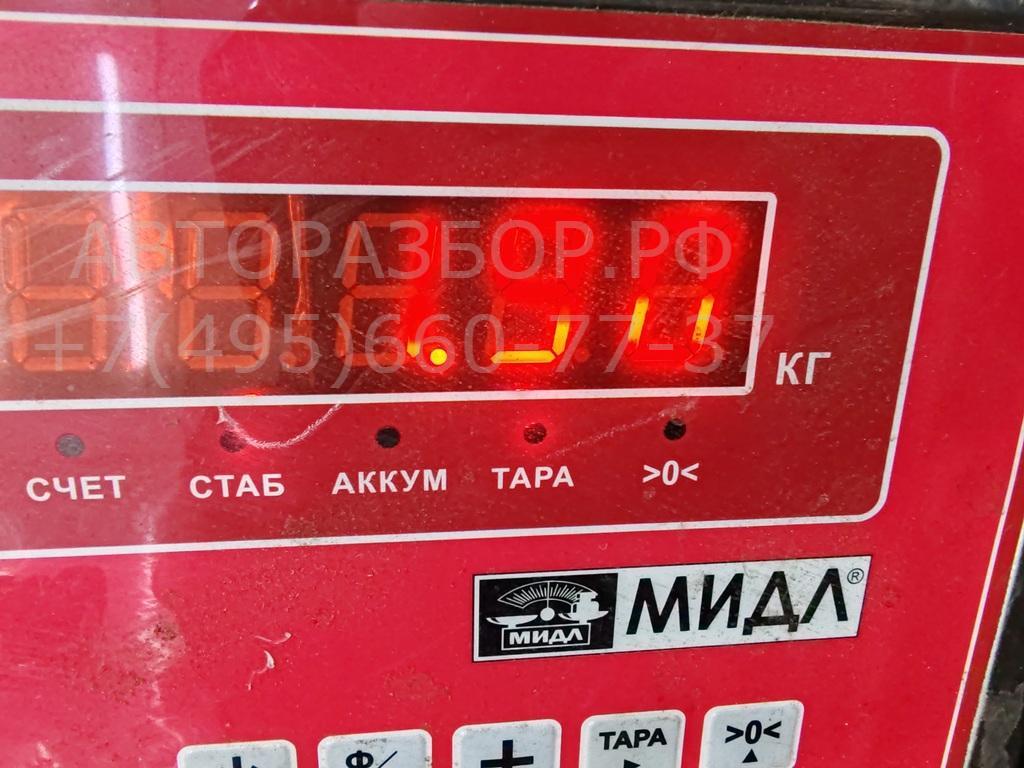 АВТОРАЗБОР.РФ
+7(495)660-77-37
КГ
СЧЕТ СТАБ АККУМ ТАРА >0<
МИДЛ МИДЛ®
+ ТАРА >0<